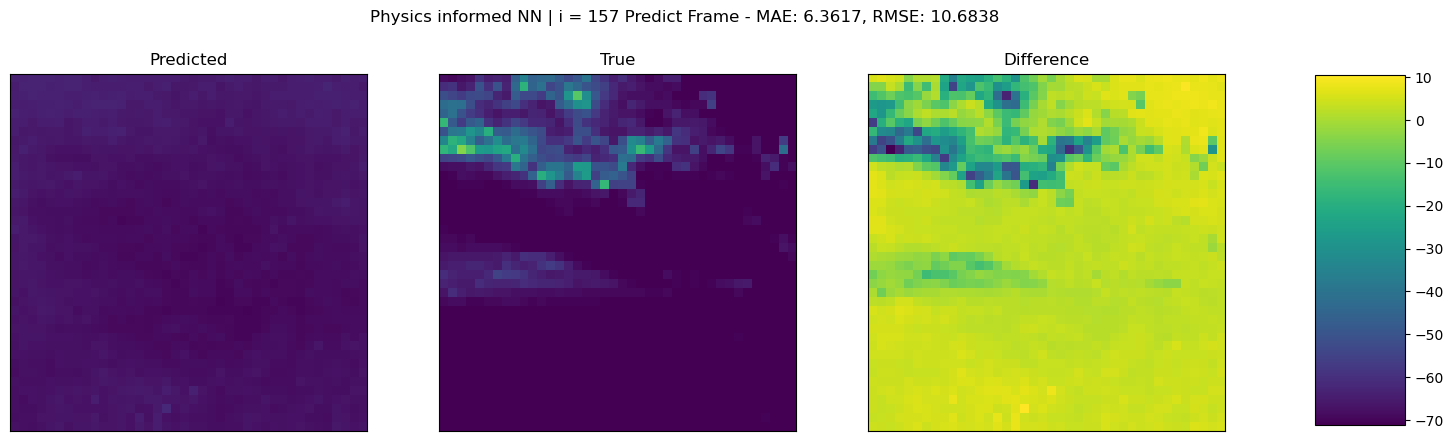 Physics informed NN | i = 157 Predict Frame - MAE: 6.3617, RMSE: 10.6838
Predicted
True
Difference
10
0
−10
−20
−30
−40
−50
−60
−70